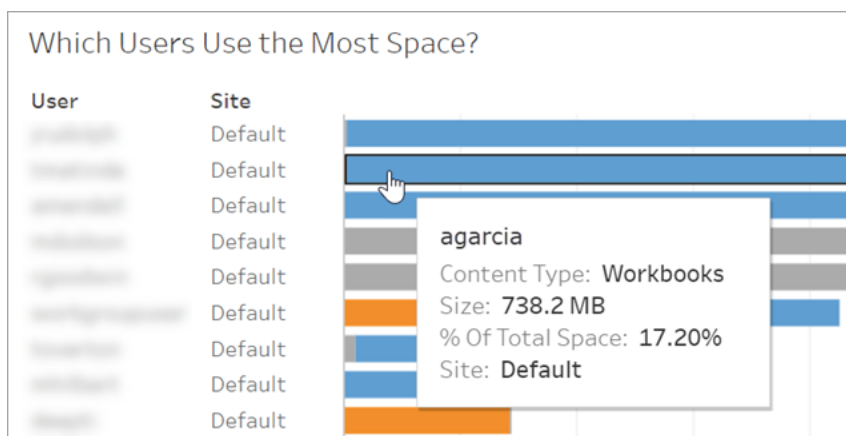 Which Users Use the Most Space?
User Site
Default
Default
Default
Default
Default
Default
Default
Default
Default
agarcia
Content Type: Workbooks
Size: 738.2 MB
% Of Total Space: 17.20%
Site: Default